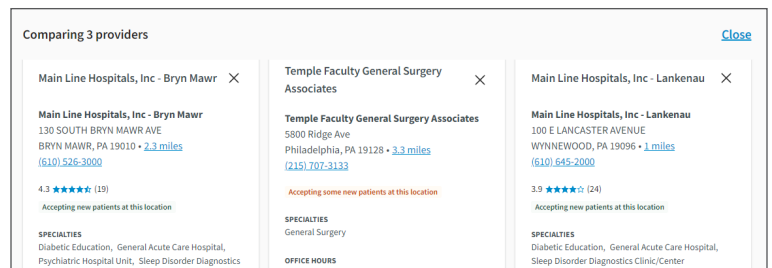 Comparing 3 providers
Close
Main Line Hospitals, Inc - Bryn Mawr
Main Line Hospitals, Inc - Bryn Mawr
130 SOUTH BRYN MAWR AVE
BRYN MAWR, PA 19010 • 2.3 miles
(610) 526-3000
4.3 ★★★★⯪ (19)
Accepting new patients at this location
SPECIALTIES
Diabetic Education, General Acute Care Hospital,
Psychiatric Hospital Unit, Sleep Disorder Diagnostics
Temple Faculty General Surgery
Associates
Temple Faculty General Surgery Associates
5800 Ridge Ave
Philadelphia, PA 19128 • 3.3 miles
(215) 707-3133
Accepting some new patients at this location
SPECIALTIES
General Surgery
OFFICE HOURS
Main Line Hospitals, Inc - Lankenau
Main Line Hospitals, Inc - Lankenau
100 E LANCASTER AVENUE
WYNNEWOOD, PA 19096 • 1 miles
(610) 645-2000
3.9 ★★★★☆ (24)
Accepting new patients at this location
SPECIALTIES
Diabetic Education, General Acute Care Hospital,
Sleep Disorder Diagnostics Clinic/Center